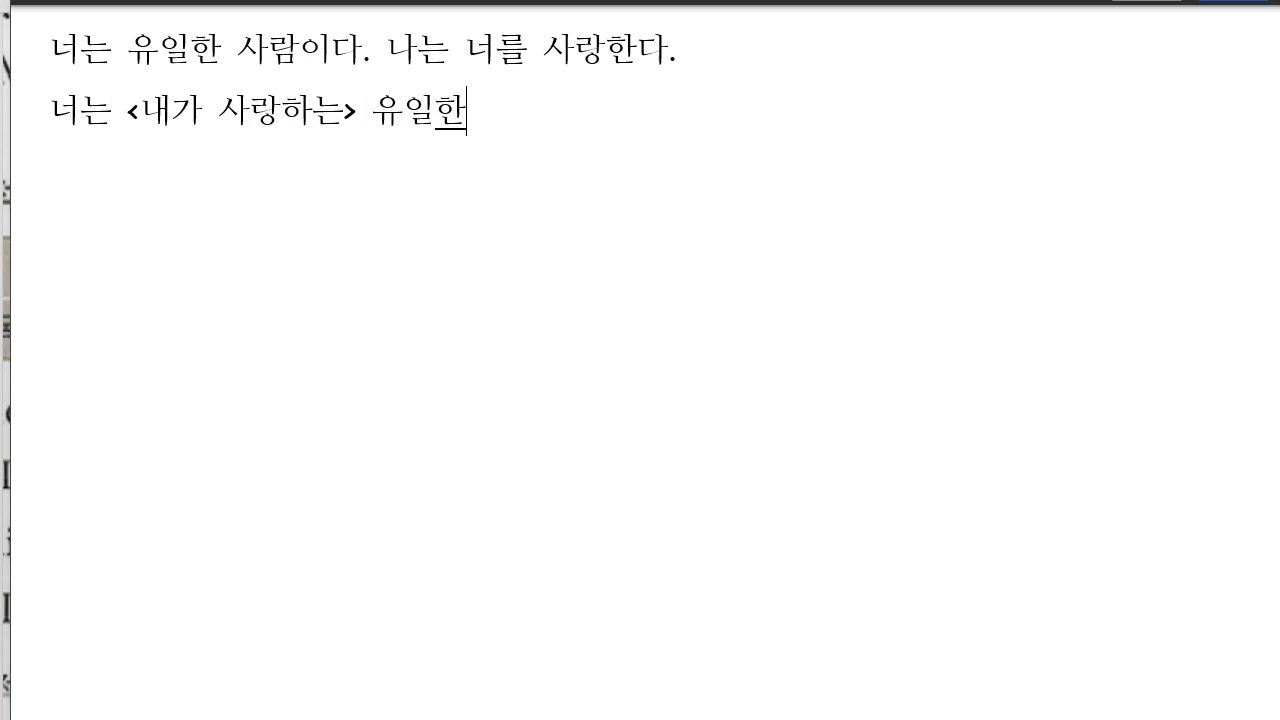 너는 유일한 사람이다. 나는 너를 사랑한다.
너는 <내가 사랑하는> 유일한